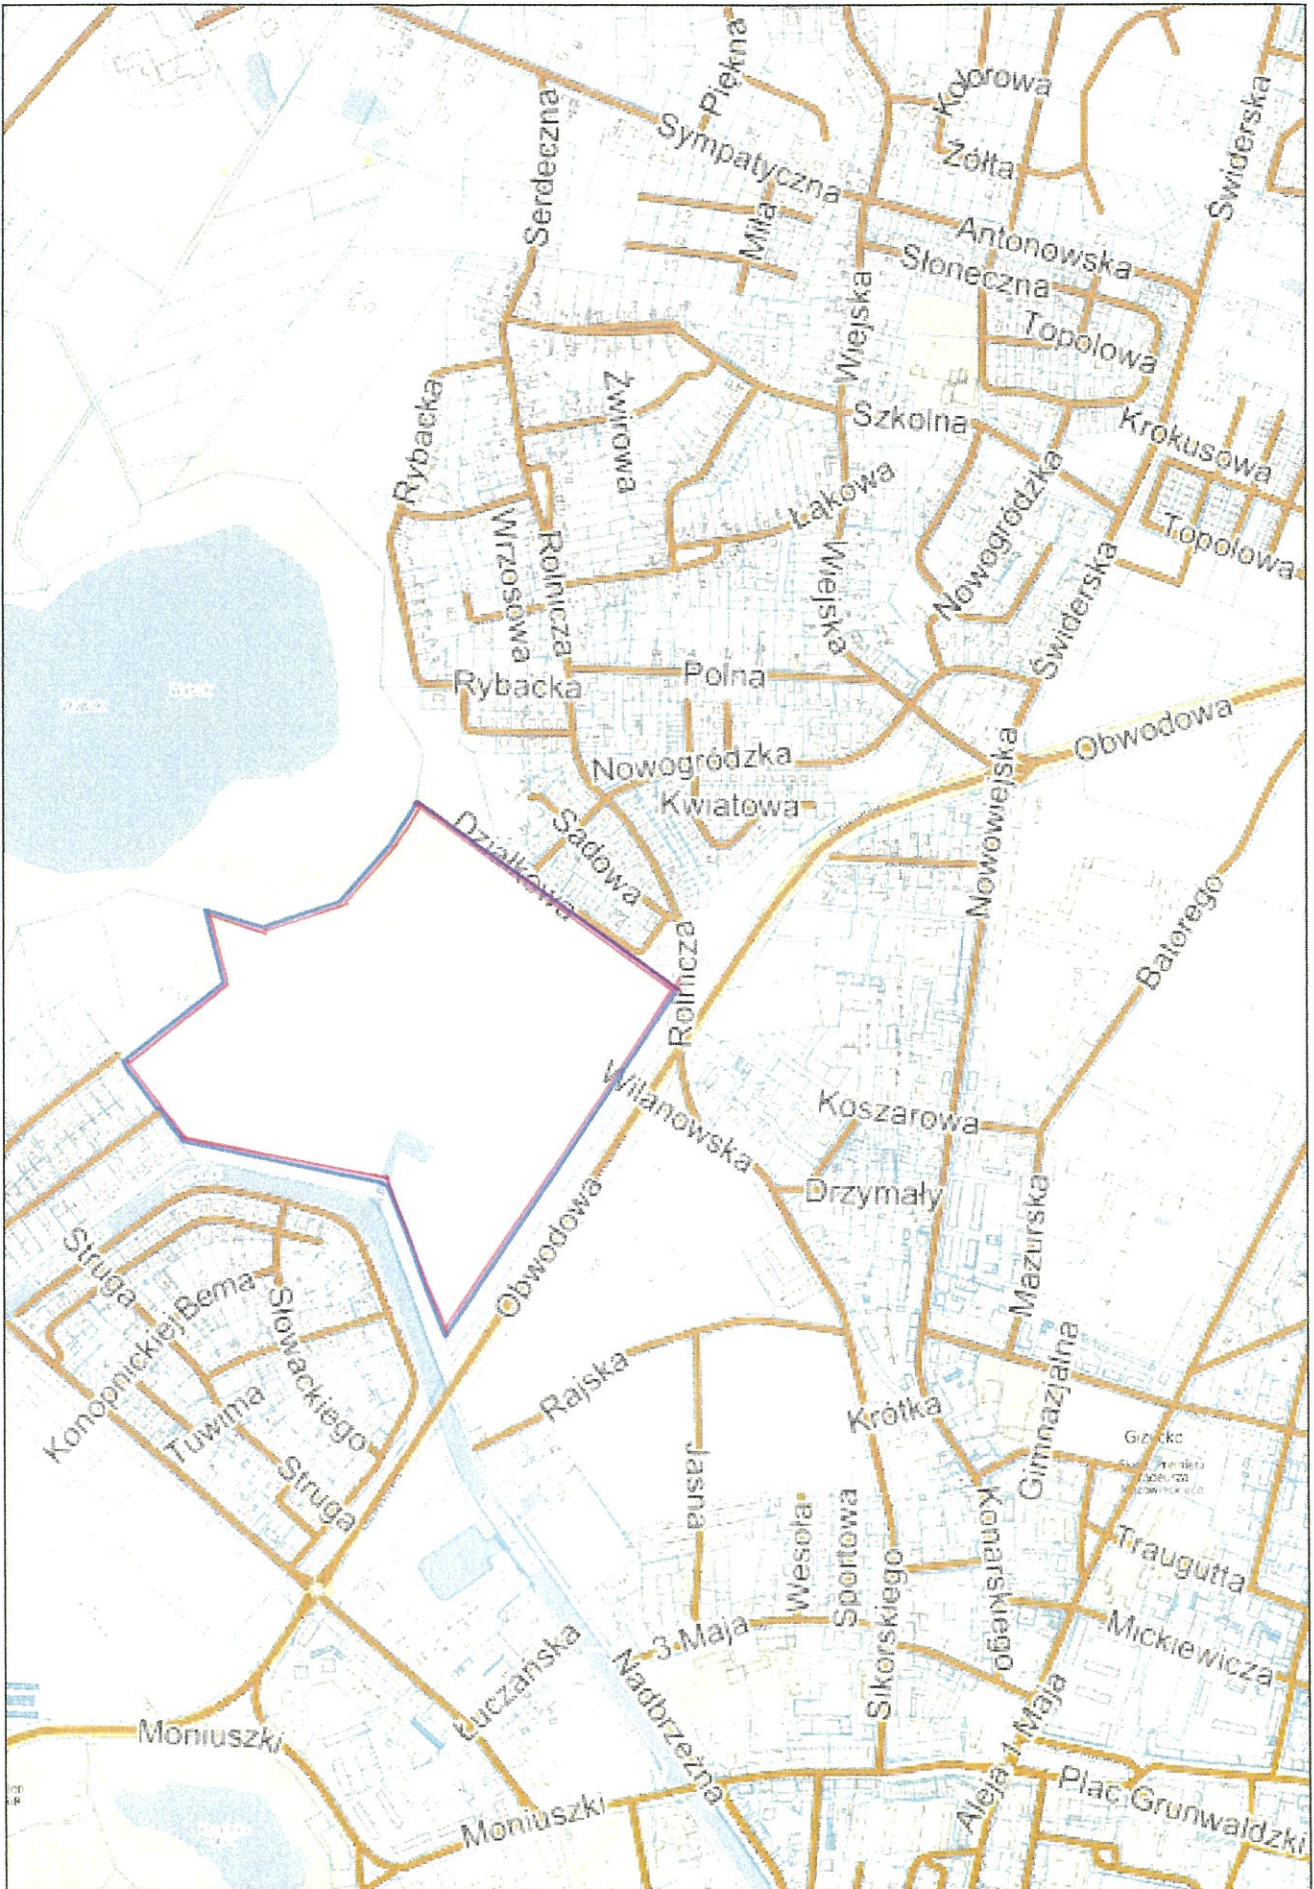 Piękna
Kolorowa
Serdeczna
Sympatyczna
Żółta
Świderska
Miła
Antonowska
Słoneczna
Wiejska
Topolowa
Rybacka
Żwirowa
Szkolna
Krokusowa
Łąkowa
Nowogródzka
Wrzosowa
Rolnicza
Wiejska
Topolowa
Świderska
Rybacka
Polna
Obwodowa
Nowogródzka
Kwiatowa
Nowowiejska
Działkowa
Sadowa
Batorego
Rolnicza
Wilanowska
Koszarowa
Drzymały
Obwodowa
Mazurska
Struga
Bema
Słowackiego
Konopnickiej
Tuwima
Rajska
Gimnazjalna
Krótka
Giżycko
Jasna
Struga
Wesoła
Sportowa
Konarskiego
Traugutta
Sikorskiego
3 Maja
Mickiewicza
Łuczańska
Nadbrzeżna
Moniuszki
Aleja 1 Maja
Plac Grunwaldzki
Moniuszki